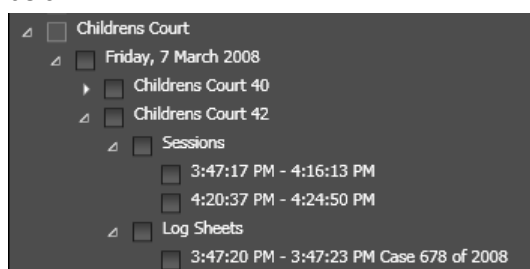 Childrens Court
Friday, 7 March 2008
Childrens Court 40
Childrens Court 42
Sessions
3:47:17 PM - 4:16:13 PM
4:20:37 PM - 4:24:50 PM
Log Sheets
3:47:20 PM - 3:47:23 PM Case 678 of 2008